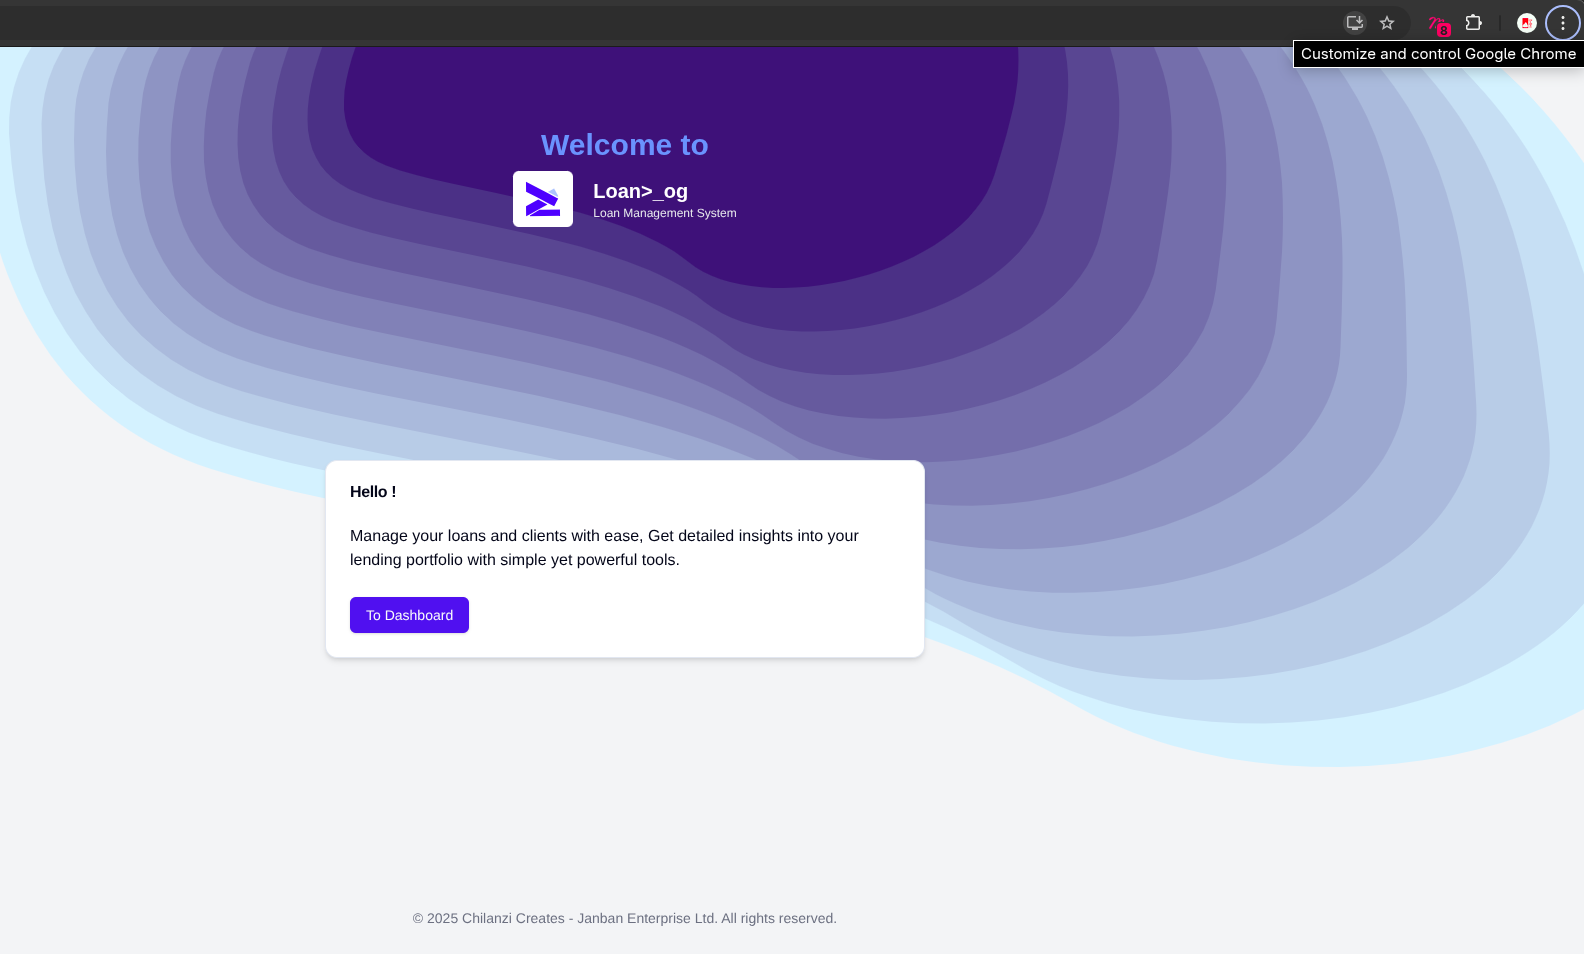 8
Customize and control Google Chrome
Welcome to
Loan>_og
Loan Management System
Hello !
Manage your loans and clients with ease, Get detailed insights into your
lending portfolio with simple yet powerful tools.
To Dashboard
© 2025 Chilanzi Creates - Janban Enterprise Ltd. All rights reserved.